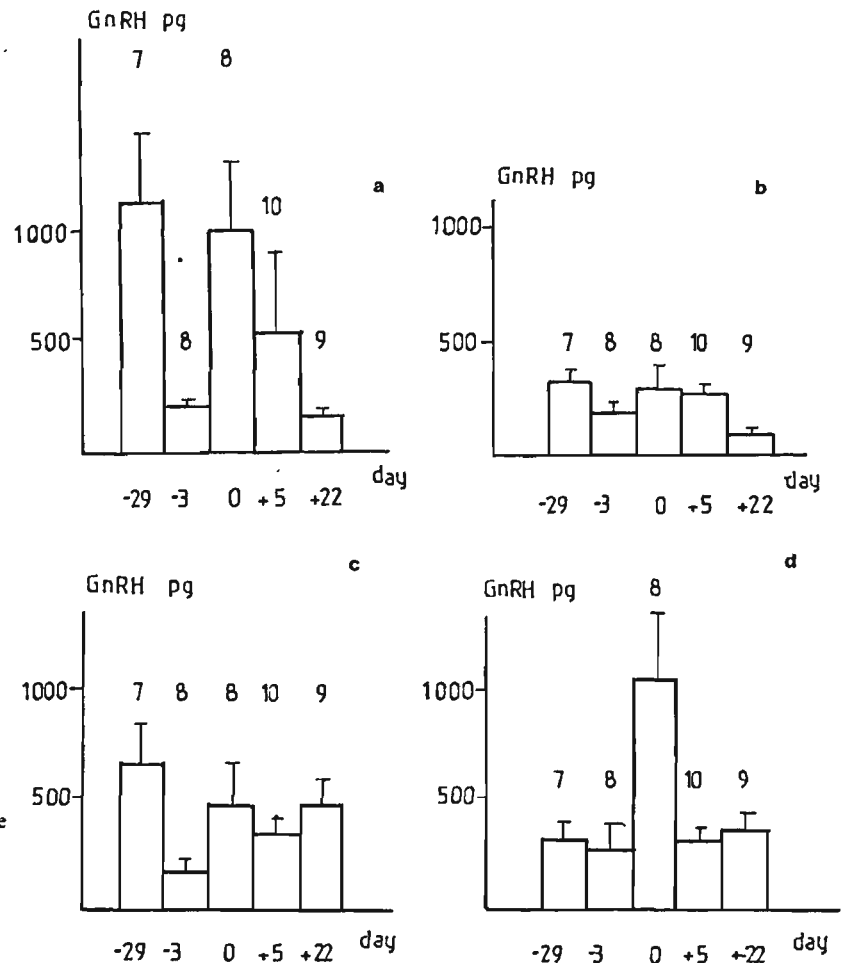 GnRH pg
7 8
a
10
1000
500
8 9
day
-29 -3 0 +5 +22
b
GnRH pg
1000
500
7 8 8 10 9
day
-29 -3 0 +5 +22
c
GnRH pg
1000
7 8 8 10 9
500
e
-29 -3 0 +5 +22 day
d
GnRH pg
8
1000
500
7 8 10 9
-29 -3 0 +5 +22 day